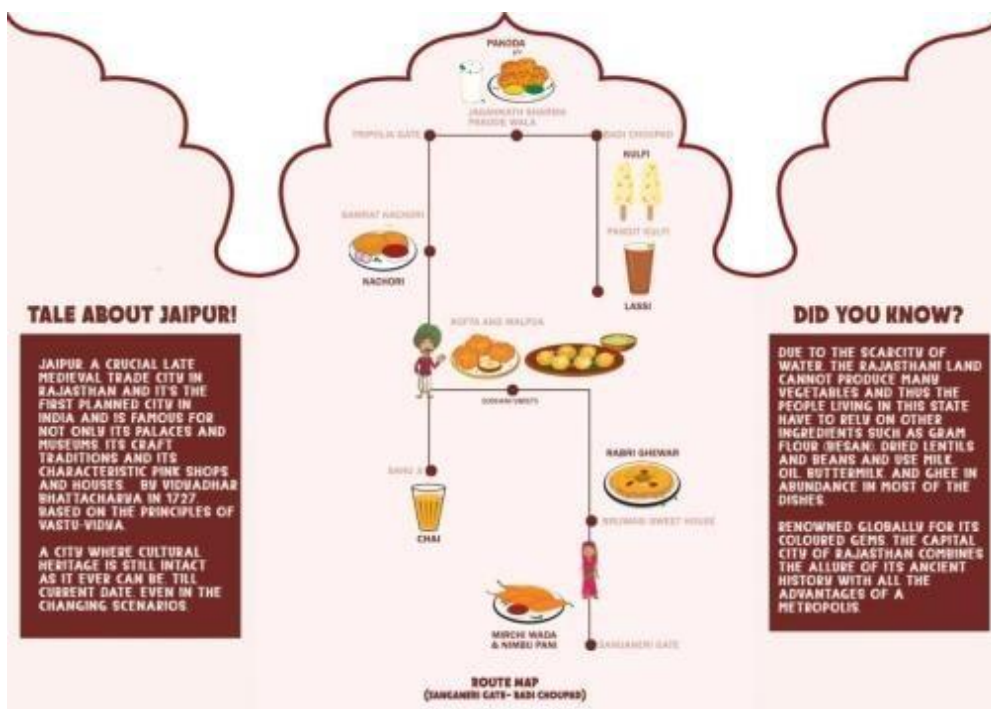 PAKODA
JAGANNATH SHARMA
PAKODE WALA
TRIPOLIA GATE
BADI CHOUPAD
KULFI
SAMRAT KACHORI
PANDIT KULFI
KACHORI
LASSI
TALE ABOUT JAIPUR!
JAIPUR, A CRUCIAL LATE
MEDIEVAL TRADE CITY IN
RAJASTHAN AND IT'S THE
FIRST PLANNED CITY IN
INDIA AND IS FAMOUS FOR
NOT ONLY ITS PALACES AND
MUSEUMS, ITS CRAFT
TRADITIONS AND ITS
CHARACTERISTIC PINK SHOPS
AND HOUSES BY VIDYADHAR
BHATTACHARYA IN 1727,
BASED ON THE PRINCIPLES OF
VASTU-VIDYA.
A CITY WHERE CULTURAL
HERITAGE IS STILL INTACT
AS IT EVER CAN BE, TILL
CURRENT DATE, EVEN IN THE
CHANGING SCENARIOS.
KOFTA AND MALPUA
SODHANI SWEETS
SAHU JI
CHAI
RABRI GHEWAR
BRIJWASI SWEET HOUSE
MIRCHI WADA
& NIMBU PANI
SANGANERI GATE
ROUTE MAP
(SANGANERI GATE- BADI CHOUPAD)
DID YOU KNOW?
DUE TO THE SCARCITY OF
WATER, THE RAJASTHANI LAND
CANNOT PRODUCE MANY
VEGETABLES AND THUS THE
PEOPLE LIVING IN THIS STATE
HAVE TO RELY ON OTHER
INGREDIENTS SUCH AS GRAM
FLOUR (BESAN), DRIED LENTILS
AND BEANS AND USE MILK,
OIL, BUTTERMILK, AND GHEE IN
ABUNDANCE IN MOST OF THE
DISHES.
RENOWNED GLOBALLY FOR ITS
COLOURED GEMS, THE CAPITAL
CITY OF RAJASTHAN COMBINES
THE ALLURE OF ITS ANCIENT
HISTORY WITH ALL THE
ADVANTAGES OF A
METROPOLIS.